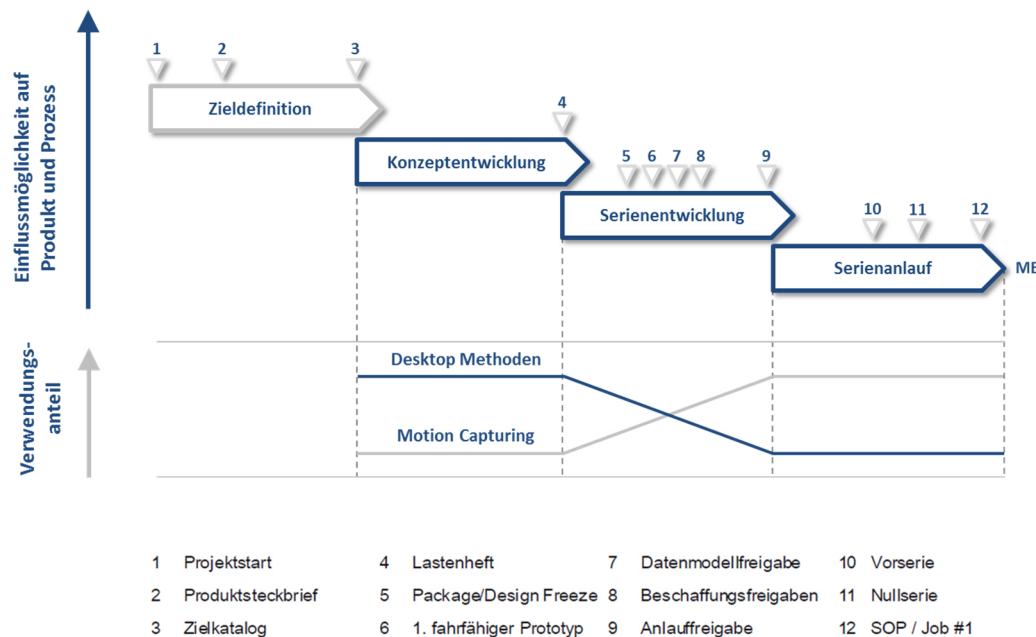 Einflussmöglichkeit auf
Produkt und Prozess
1 2 3
Zieldefinition
4
Konzeptentwicklung
5 6 7 8 9
Serienentwicklung
10 11 12
Serienanlauf
ME
Verwendungs-
anteil
Desktop Methoden
Motion Capturing
1 Projektstart
2 Produktsteckbrief
3 Zielkatalog
4 Lastenheft
5 Package/Design Freeze
6 1. fahrfähiger Prototyp
7 Datenmodellfreigabe
8 Beschaffungsfreigaben
9 Anlauffreigabe
10 Vorserie
11 Nullserie
12 SOP / Job #1